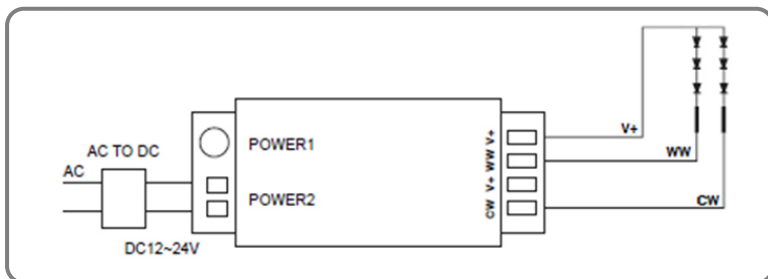 V+
POWER1
AC TO DC
WW
AC
POWER2
CW V+ WW V+
CW
DC12~24V